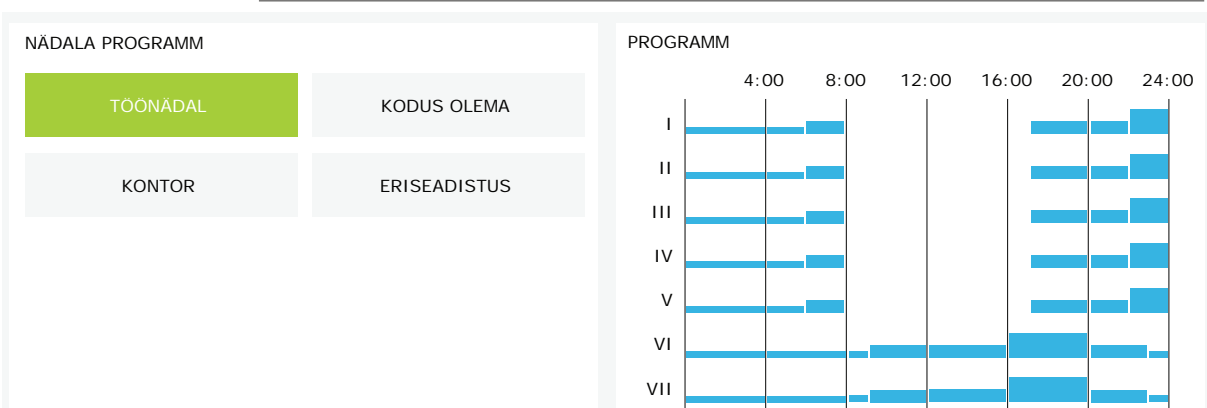 NÄDALA PROGRAMM
TÖÖNÄDAL
KODUS OLEMA
KONTOR
ERISEADISTUS
PROGRAMM
4:00 8:00 12:00 16:00 20:00 24:00
I
II
III
IV
V
VI
VII